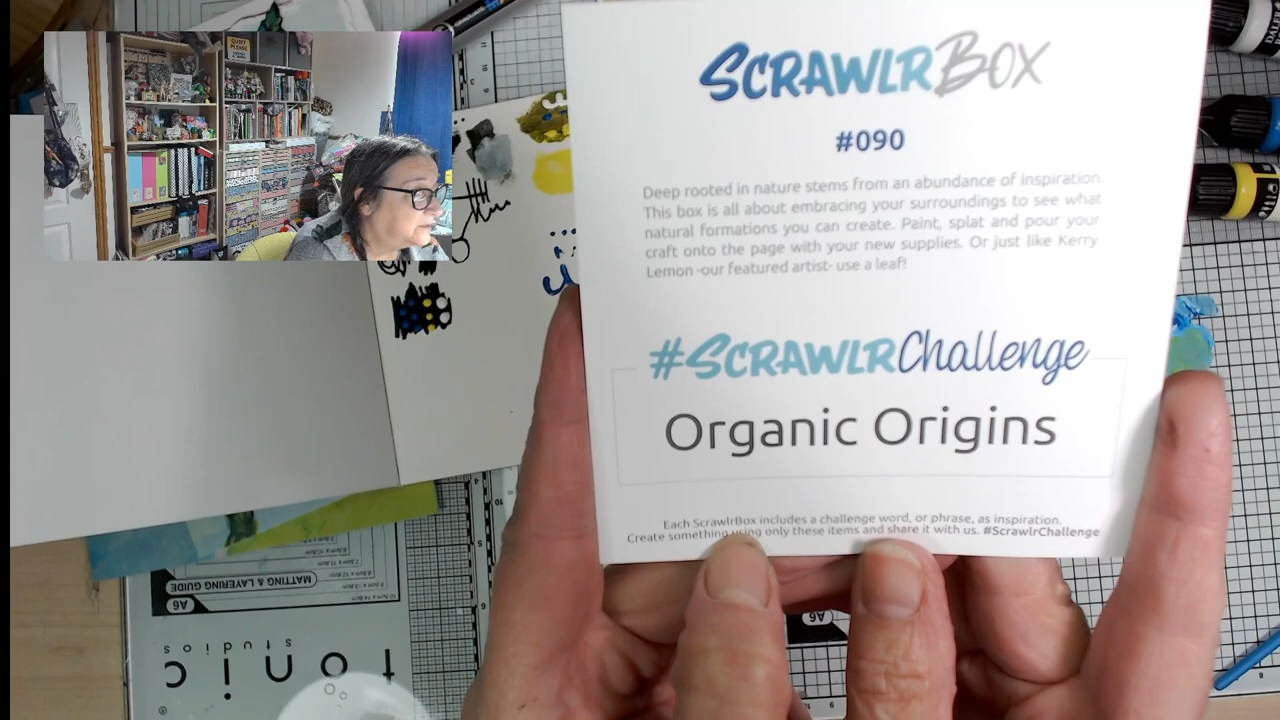 QUIET PLEASE
SCRAWLRBOX
#090
Deep rooted in nature stems from an abundance of inspiration.
This box is all about embracing your surroundings to see what
natural formations you can create. Paint, splat and pour your
craft onto the page with your new supplies. Or just like Kerry
Lemon -our featured artist- use a leaf!
#SCRAWLRChallenge
Organic Origins
Each ScrawlrBox includes a challenge word, or phrase, as inspiration.
Create something using only these items and share it with us. #ScrawlrChallenge
MATTING & LAYERING GUIDE
A6
A6
tonic
studios